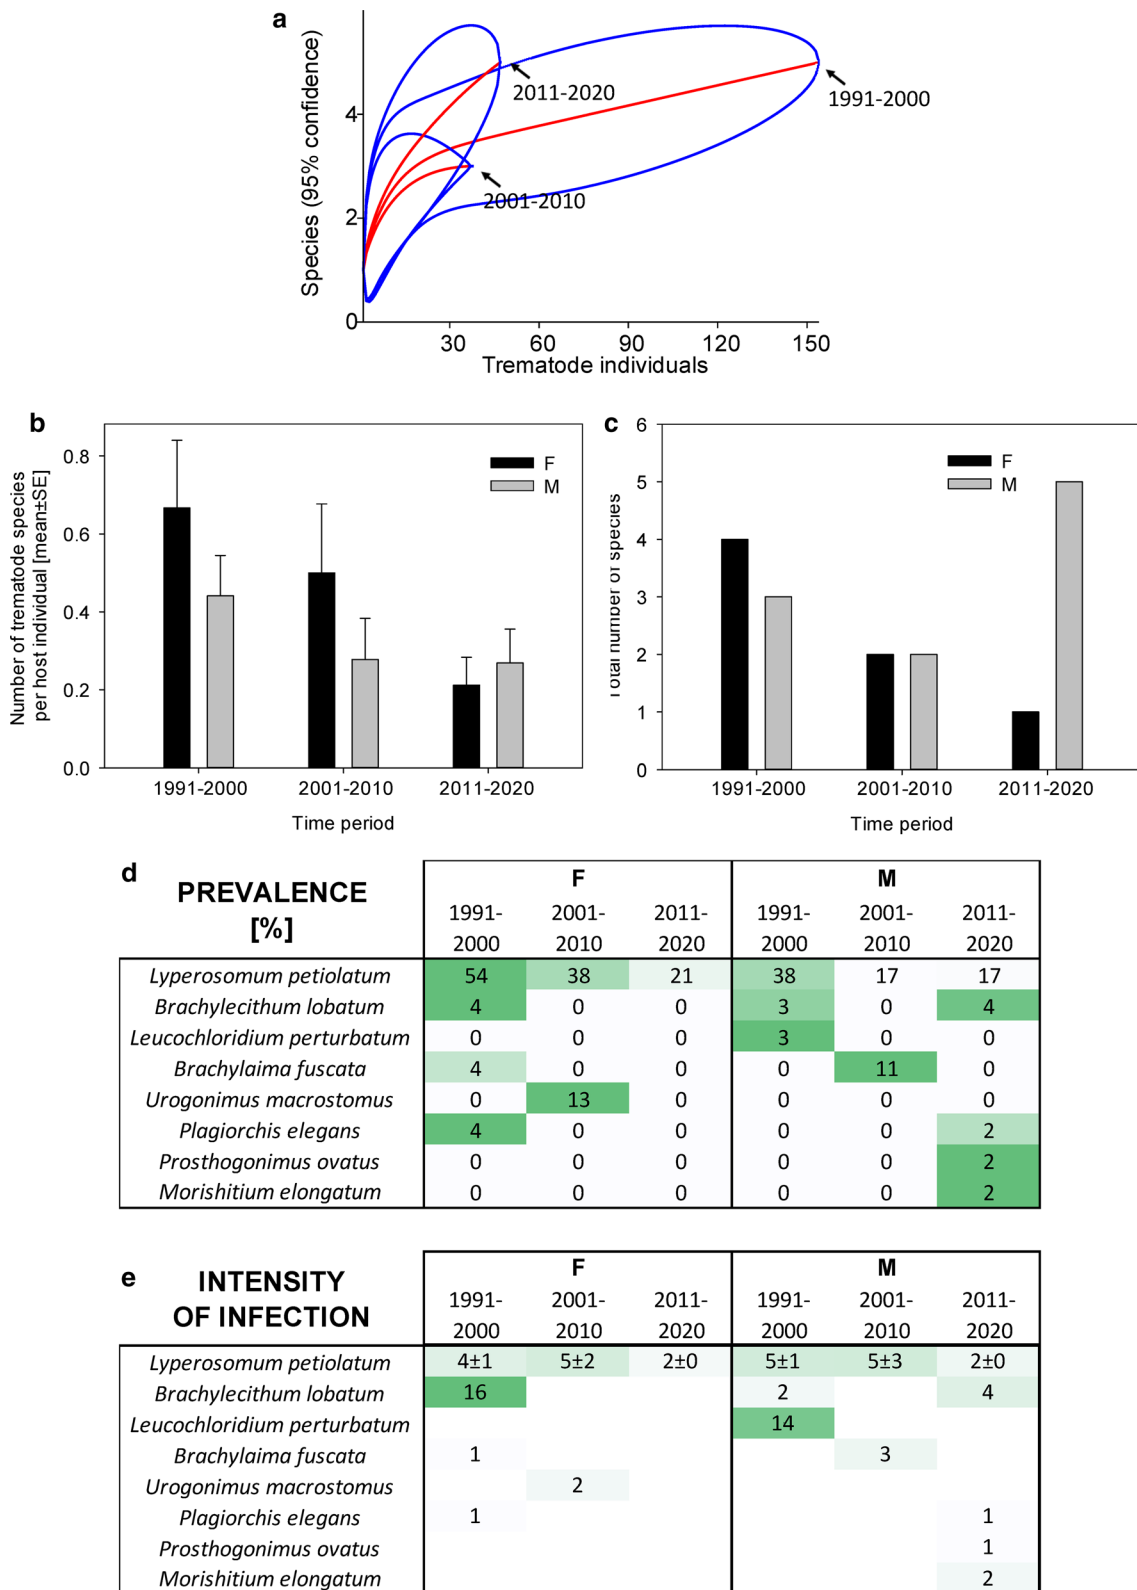 a
Species (95% confidence)
4
2
0
2011-2020
1991-2000
2001-2010
30 60 90 120 150
Trematode individuals
b
Number of trematode species
per host individual [mean±SE]
0.8
0.6
0.4
0.2
0.0
F
M
1991-2000 2001-2010 2011-2020
Time period
c
Total number of species
6
5
4
3
2
1
0
F
M
1991-2000 2001-2010 2011-2020
Time period
d
PREVALENCE
[%]
F M
1991- 2001- 2011- 1991- 2001- 2011-
2000 2010 2020 2000 2010 2020
Lyperosomum petiolatum 54 38 21 38 17 17
Brachylecithum lobatum 4 0 0 3 0 4
Leucochloridium perturbatum 0 0 0 3 0 0
Brachylaima fuscata 4 0 0 0 11 0
Urogonimus macrostomus 0 13 0 0 0 0
Plagiorchis elegans 4 0 0 0 0 2
Prosthogonimus ovatus 0 0 0 0 0 2
Morishitium elongatum 0 0 0 0 0 2
e
INTENSITY
OF INFECTION
F M
1991- 2001- 2011- 1991- 2001- 2011-
2000 2010 2020 2000 2010 2020
Lyperosomum petiolatum 4±1 5±2 2±0 5±1 5±3 2±0
Brachylecithum lobatum 16 2 4
Leucochloridium perturbatum 14
Brachylaima fuscata 1 3
Urogonimus macrostomus 2
Plagiorchis elegans 1 1
Prosthogonimus ovatus 1
Morishitium elongatum 2